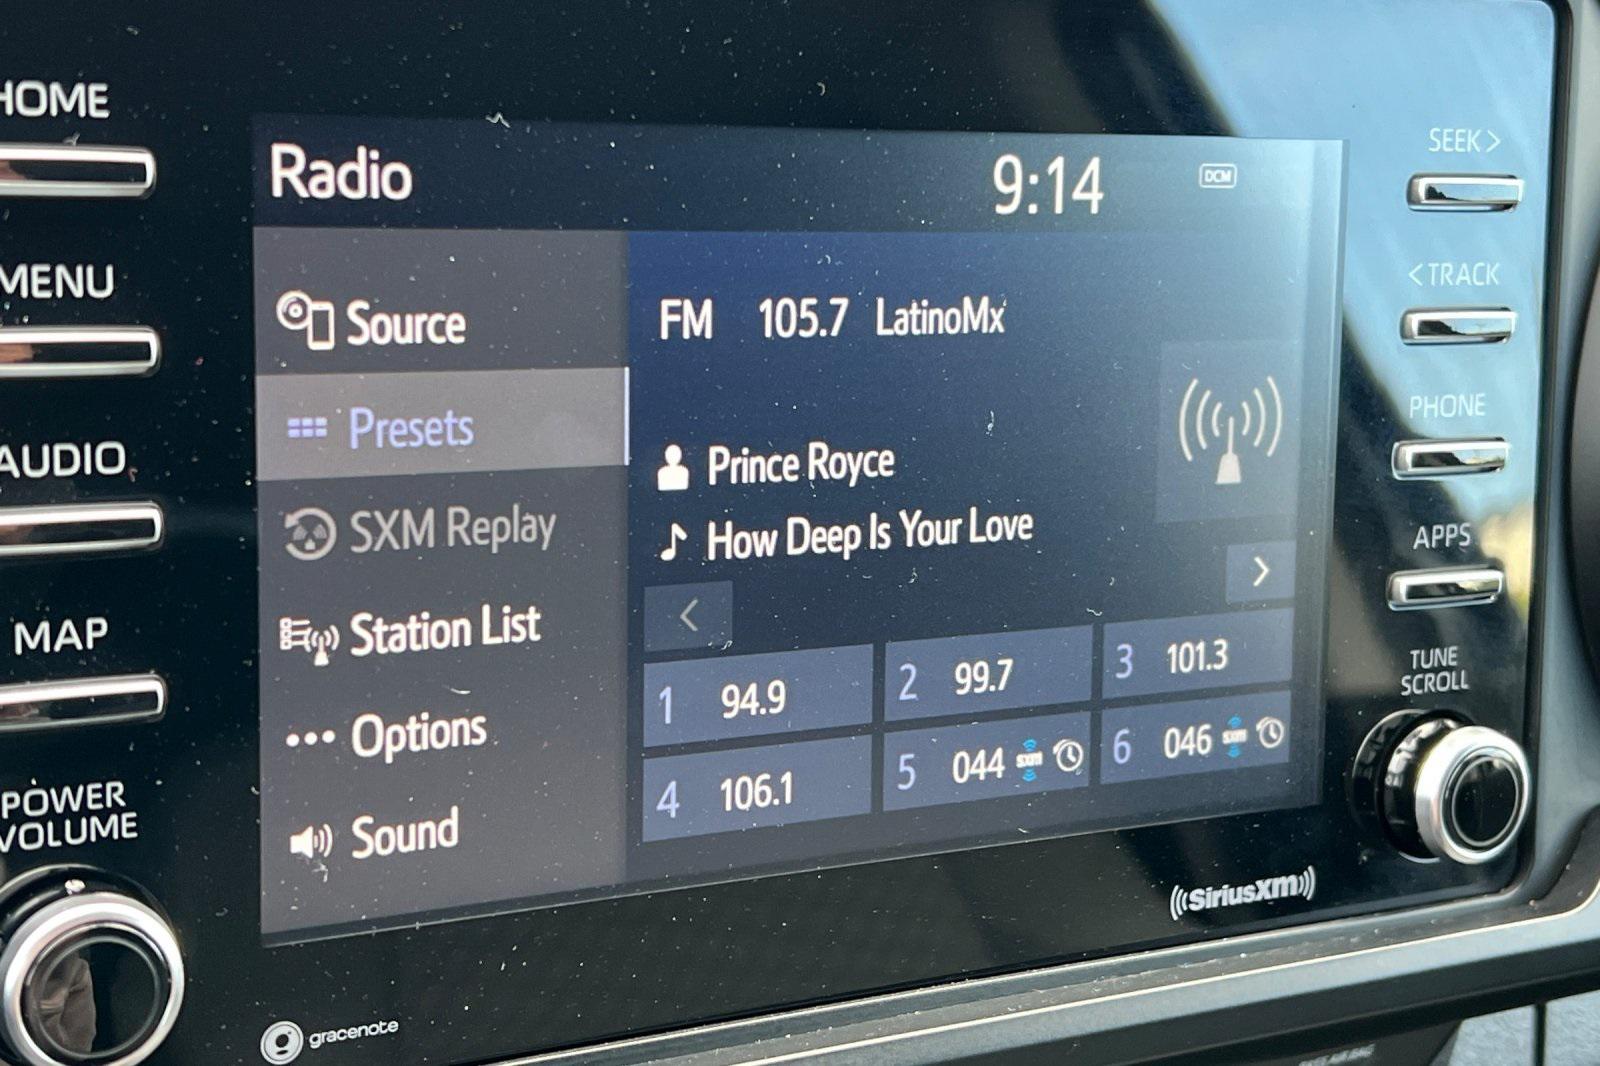 HOME
MENU
AUDIO
MAP
POWER
VOLUME
Radio
9:14
DCM
Source
Presets
SXM Replay
Station List
Options
Sound
FM 105.7 LatinoMx
Prince Royce
How Deep Is Your Love
<
>
1 94.9
2 99.7
3 101.3
4 106.1
5 044 sxm
6 046 sxm
SEEK >
< TRACK
PHONE
APPS
TUNE
SCROLL
((SiriusXM))
gracenote